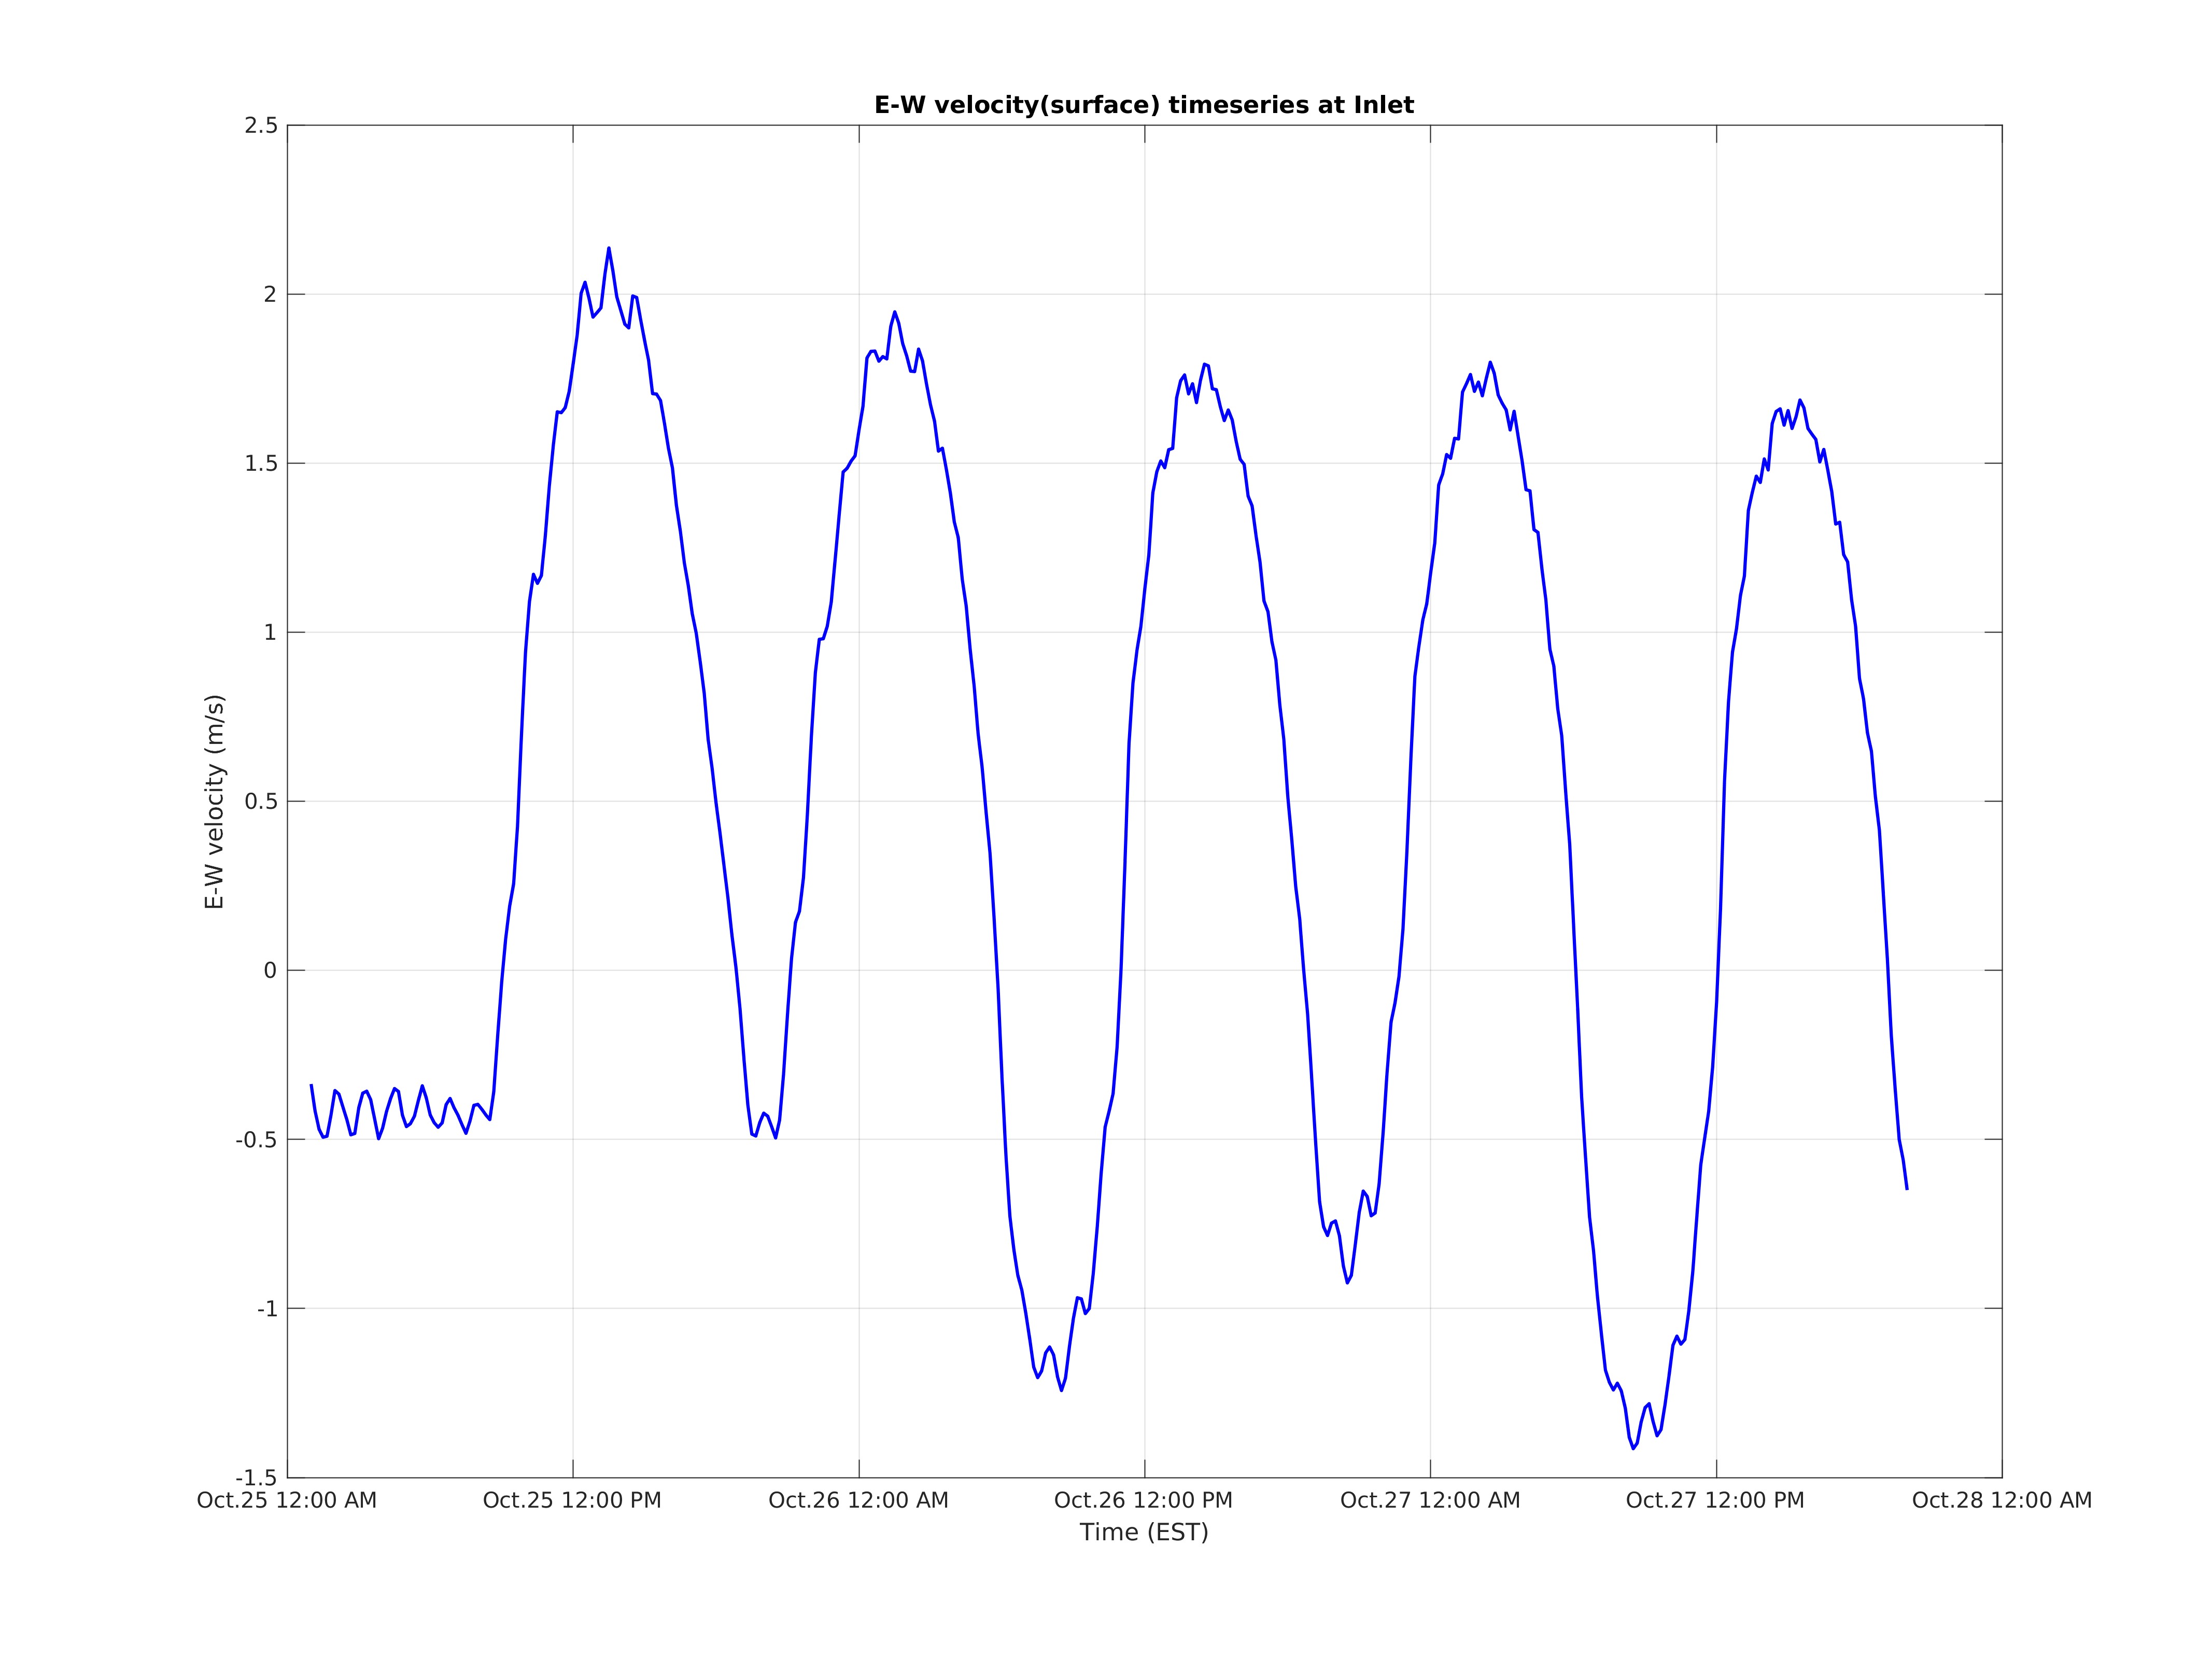 E-W velocity(surface) timeseries at Inlet
2.5
2
1.5
1
0.5
0
-0.5
-1
-1.5
E-W velocity (m/s)
Oct.25 12:00 AM Oct.25 12:00 PM Oct.26 12:00 AM Oct.26 12:00 PM Oct.27 12:00 AM Oct.27 12:00 PM Oct.28 12:00 AM
Time (EST)